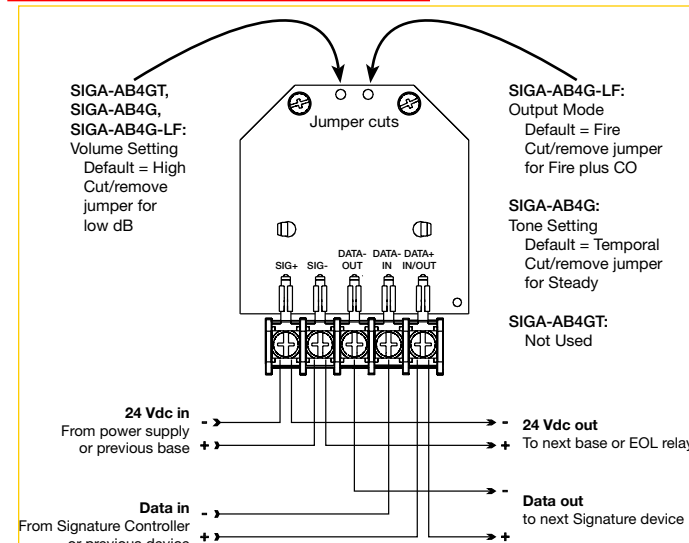 SIGA-AB4GT,
SIGA-AB4G,
SIGA-AB4G-LF:
Volume Setting
Default = High
Cut/remove
jumper for
low dB
Jumper cuts
SIGA-AB4G-LF:
Output Mode
Default = Fire
Cut/remove jumper
for Fire plus CO
SIGA-AB4G:
Tone Setting
Default = Temporal
Cut/remove jumper
for Steady
SIGA-AB4GT:
Not Used
SIG+ SIG- DATA- OUT DATA- IN DATA+ IN/OUT
24 Vdc in
From power supply
or previous base
-
+
24 Vdc out
To next base or EOL relay
-
+
Data in
From Signature Controller
or previous device
-
+
Data out
to next Signature device
-
+